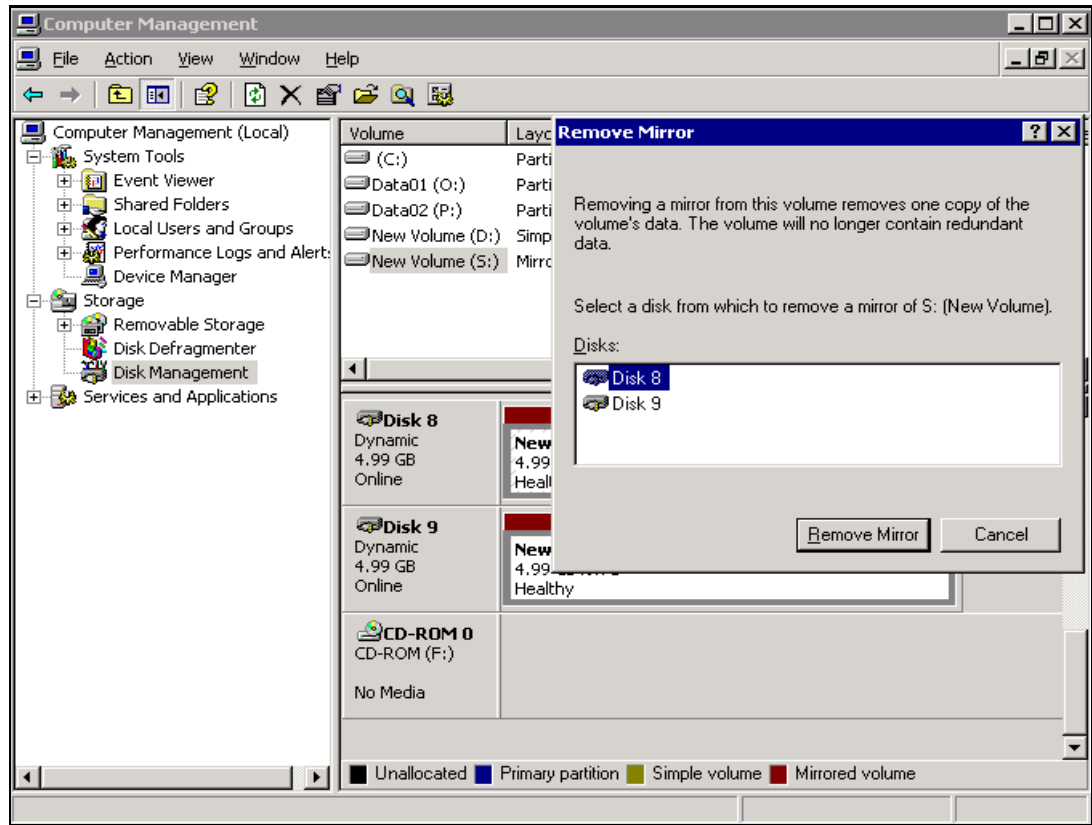 Computer Management
File Action View Window Help
Computer Management (Local)
System Tools
Event Viewer
Shared Folders
Local Users and Groups
Performance Logs and Alert
Device Manager
Storage
Removable Storage
Disk Defragmenter
Disk Management
Services and Applications
Volume Layc
(C:) Parti
Data01 (O:) Parti
Data02 (P:) Parti
New Volume (D:) Simp
New Volume (S:) Mirrc
Disk 8
Dynamic
4.99 GB
Online
New
4.99
Heal
Disk 9
Dynamic
4.99 GB
Online
New
4.99
Healthy
CD-ROM 0
CD-ROM (F:)
No Media
Unallocated Primary partition Simple volume Mirrored volume
Remove Mirror
Removing a mirror from this volume removes one copy of the
volume's data. The volume will no longer contain redundant
data.
Select a disk from which to remove a mirror of S: (New Volume).
Disks:
Disk 8
Disk 9
Remove Mirror Cancel